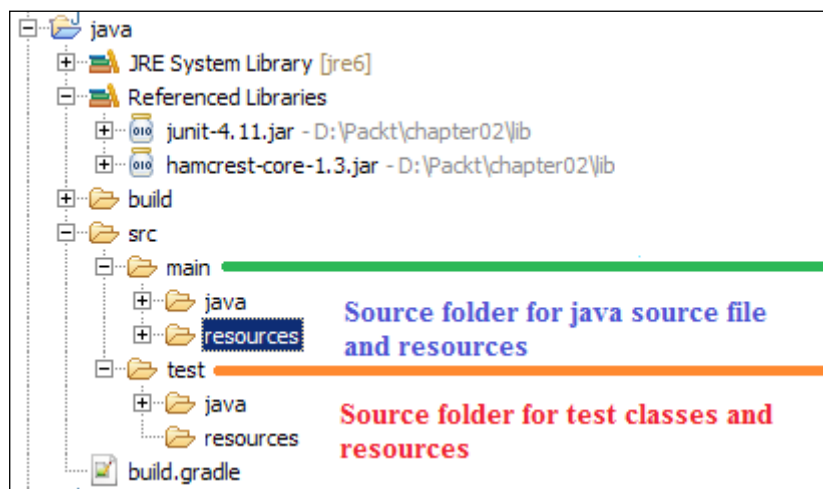 java
JRE System Library [jre6]
Referenced Libraries
junit-4.11.jar - D:\Packt\chapter02\lib
hamcrest-core-1.3.jar - D:\Packt\chapter02\lib
build
src
main
java
resources
Source folder for java source file
and resources
test
java
resources
Source folder for test classes and
resources
build.gradle